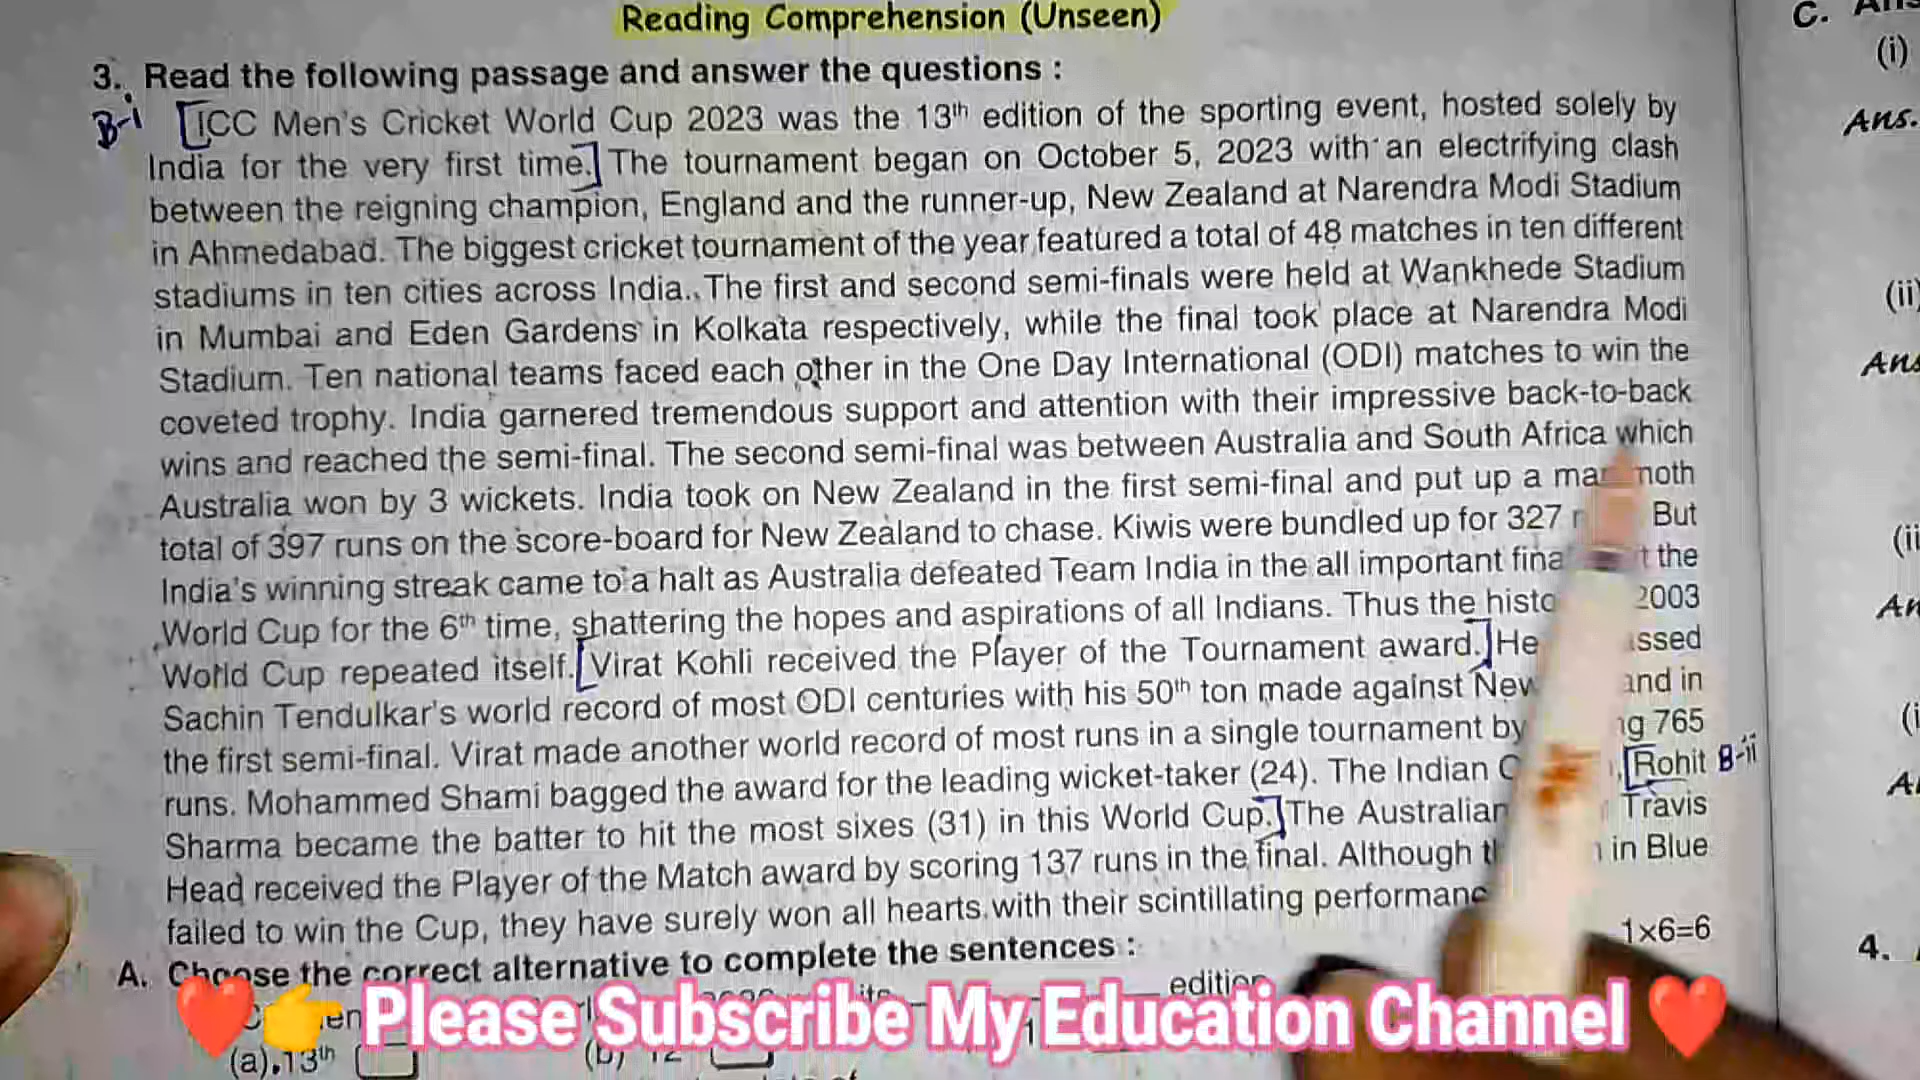 Reading Comprehension (Unseen)
3. Read the following passage and answer the questions :
B-i [ICC Men's Cricket World Cup 2023 was the 13th edition of the sporting event, hosted solely by
India for the very first time.] The tournament began on October 5, 2023 with an electrifying clash
between the reigning champion, England and the runner-up, New Zealand at Narendra Modi Stadium
in Ahmedabad. The biggest cricket tournament of the year featured a total of 48 matches in ten different
stadiums in ten cities across India. The first and second semi-finals were held at Wankhede Stadium
in Mumbai and Eden Gardens in Kolkata respectively, while the final took place at Narendra Modi
Stadium. Ten national teams faced each other in the One Day International (ODI) matches to win the
coveted trophy. India garnered tremendous support and attention with their impressive back-to-back
wins and reached the semi-final. The second semi-final was between Australia and South Africa which
Australia won by 3 wickets. India took on New Zealand in the first semi-final and put up a
total of 397 runs on the score-board for New Zealand to chase. Kiwis were bundled up for 327 But
India's winning streak came to a halt as Australia defeated Team India in the all important the
World Cup for the 6th time, shattering the hopes and aspirations of all Indians. Thus the 2003
World Cup repeated itself. [Virat Kohli received the Player of the Tournament award.] He
Sachin Tendulkar's world record of most ODI centuries with his 50th ton made against New and in
the first semi-final. Virat made another world record of most runs in a single tournament by 765
runs. Mohammed Shami bagged the award for the leading wicket-taker (24). The Indian [Rohit B-ii
Sharma became the batter to hit the most sixes (31) in this World Cup.] The Australian Travis
Head received the Player of the Match award by scoring 137 runs in the final. Although in Blue
failed to win the Cup, they have surely won all hearts with their scintillating
A. Choose the correct alternative to complete the sentences : 1×6=6
edition
Please Subscribe My Education Channel
(a) 13th (b) 12
C.
(i)
Ans.
(ii)
4.